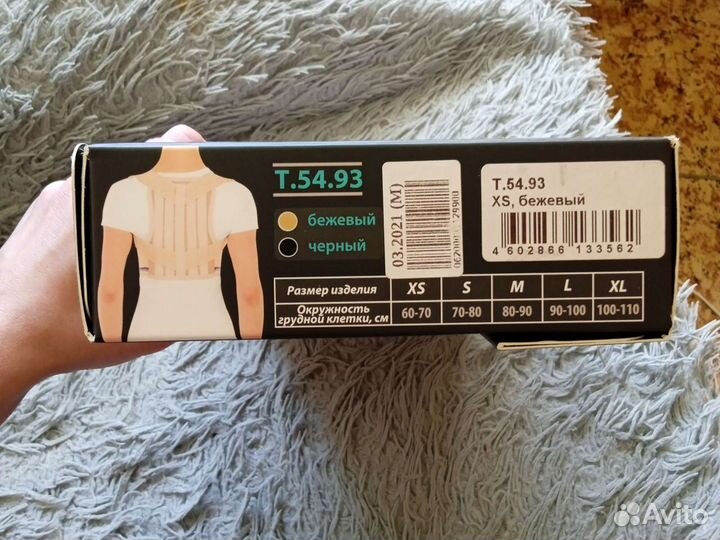 T.54.93
бежевый
черный
03.2021 (M)
T.54.93
XS, бежевый
4 602866 133562
Размер изделия XS S M L XL
Окружность грудной клетки, см 60-70 70-80 80-90 90-100 100-110
Avito